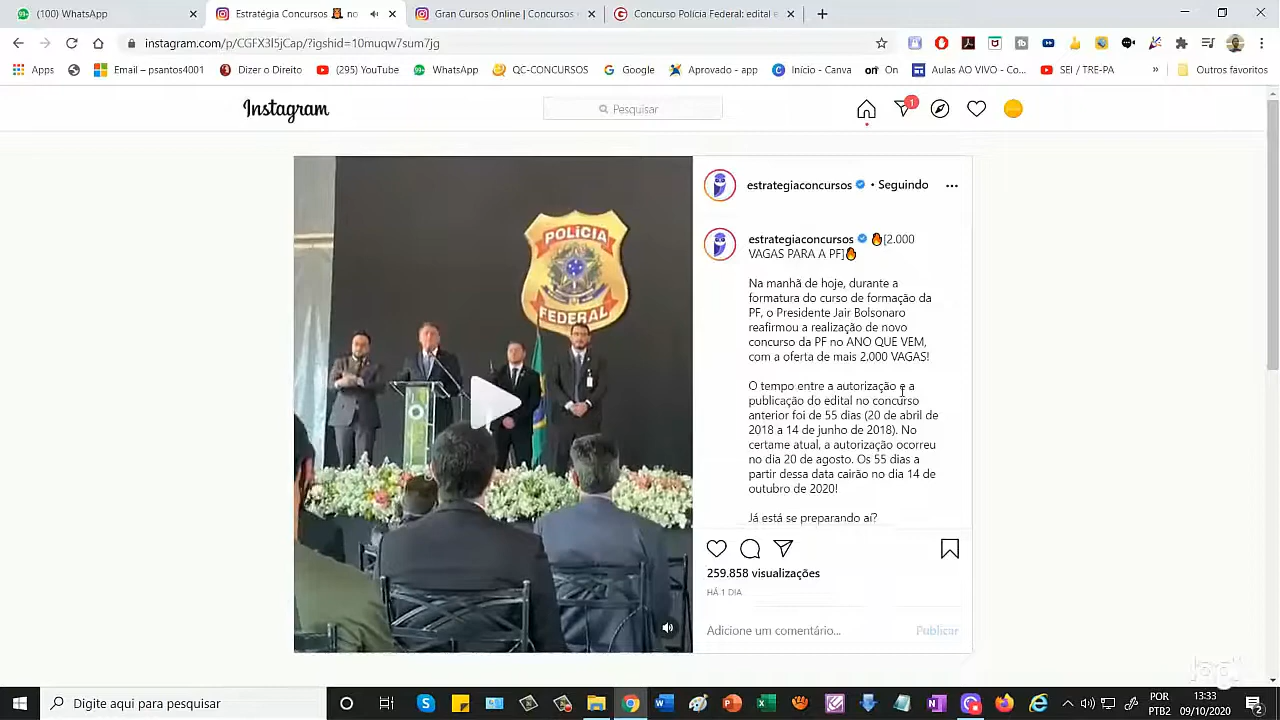 (100) WhatsApp
Estratégia Concursos
no
Gran Cursos Online | Concursos
Concurso Polícia Federal: edital e
instagram.com/p/CGFX3l5jCap/?igshid=10muqw7sum7jg
Apps
Email – psantos4001
Dizer o Direito
(295) YouTube
WhatsApp
QC-CONCURSOS
Google
Aprovado - app
Início - Canva
On
Aulas AO VIVO - Co...
SEI / TRE-PA
»
Outros favoritos
Instagram
Pesquisar
1
POLÍCIA
FEDERAL
estrategiaconcursos • Seguindo
estrategiaconcursos [2.000
VAGAS PARA A PF]
Na manhã de hoje, durante a
formatura do curso de formação da
PF, o Presidente Jair Bolsonaro
reafirmou a realização de novo
concurso da PF no ANO QUE VEM,
com a oferta de mais 2.000 VAGAS!
O tempo entre a autorização e a
publicação do edital no concurso
anterior foi de 55 dias (20 de abril de
2018 a 14 de junho de 2018). No
certame atual, a autorização ocorreu
no dia 20 de agosto. Os 55 dias a
partir dessa data cairão no dia 14 de
outubro de 2020!
Já está se preparando aí?
259.858 visualizações
HÁ 1 DIA
Adicione um comentário...
Publicar
Digite aqui para pesquisar
POR
PTB2
13:33
09/10/2020
2